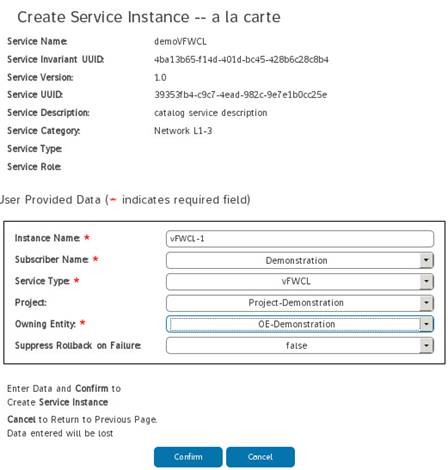 Create Service Instance -- a la carte
Service Name: demoVFWCL
Service Invariant UUID: 4ba13b65-f14d-401d-bc45-428b6c28c8b4
Service Version: 1.0
Service UUID: 39353fb4-c9c7-4ead-982c-9e7e1b0cc25e
Service Description: catalog service description
Service Category: Network L1-3
Service Type:
Service Role:
User Provided Data (* indicates required field)
Instance Name: * vFWCL-1
Subscriber Name: * Demonstration
Service Type: * vFWCL
Project: Project-Demonstration
Owning Entity: * OE-Demonstration
Suppress Rollback on Failure: false
Enter Data and Confirm to
Create Service Instance
Cancel to Return to Previous Page.
Data entered will be lost
Confirm Cancel